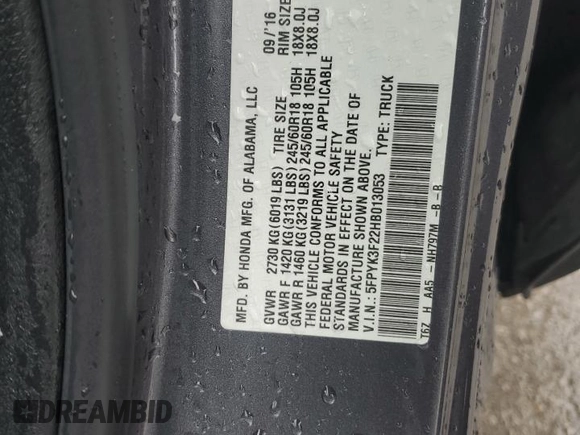 MFD. BY HONDA MFG. OF ALABAMA, LLC 09/'16
GVWR 2730 KG(6019 LBS) TIRE SIZE RIM SIZE
GAWR F 1420 KG(3131 LBS)245/60R18 105H 18X8.0J
GAWR R 1460 KG(3219 LBS)245/60R18 105H 18X8.0J
THIS VEHICLE CONFORMS TO ALL APPLICABLE
FEDERAL MOTOR VEHICLE SAFETY
STANDARDS IN EFFECT ON THE DATE OF
MANUFACTURE SHOWN ABOVE.
V.I.N.: 5FPYK3F22HB013053 TYPE: TRUCK
T6Z H AA5 - NH797M -B -B
DREAMBID